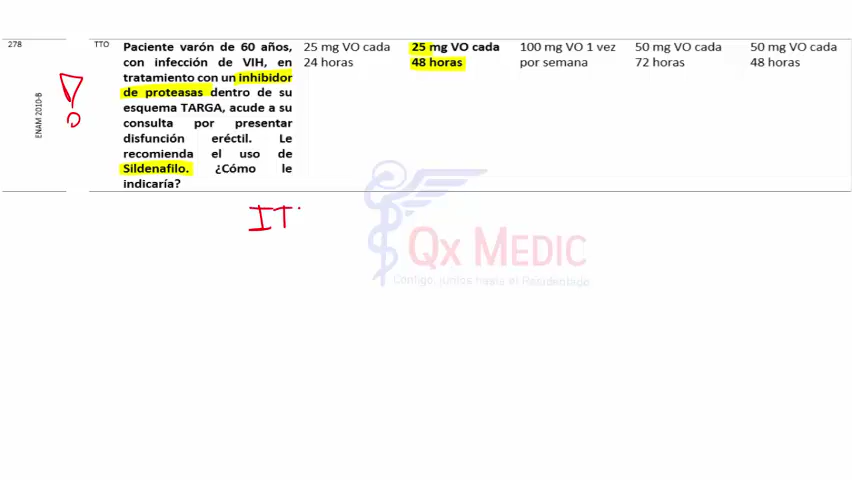 278
TTO
Paciente varón de 60 años,
con infección de VIH, en
tratamiento con un inhibidor
de proteasas dentro de su
esquema TARGA, acude a su
consulta por presentar
disfunción eréctil. Le
recomienda el uso de
Sildenafilo. ¿Cómo le
indicaría?
25 mg VO cada
24 horas
25 mg VO cada
48 horas
100 mg VO 1 vez
por semana
50 mg VO cada
72 horas
50 mg VO cada
48 horas
ENAM 2010-B
IT
Qx MEDIC
Contigo, juntos hasta el Residentado